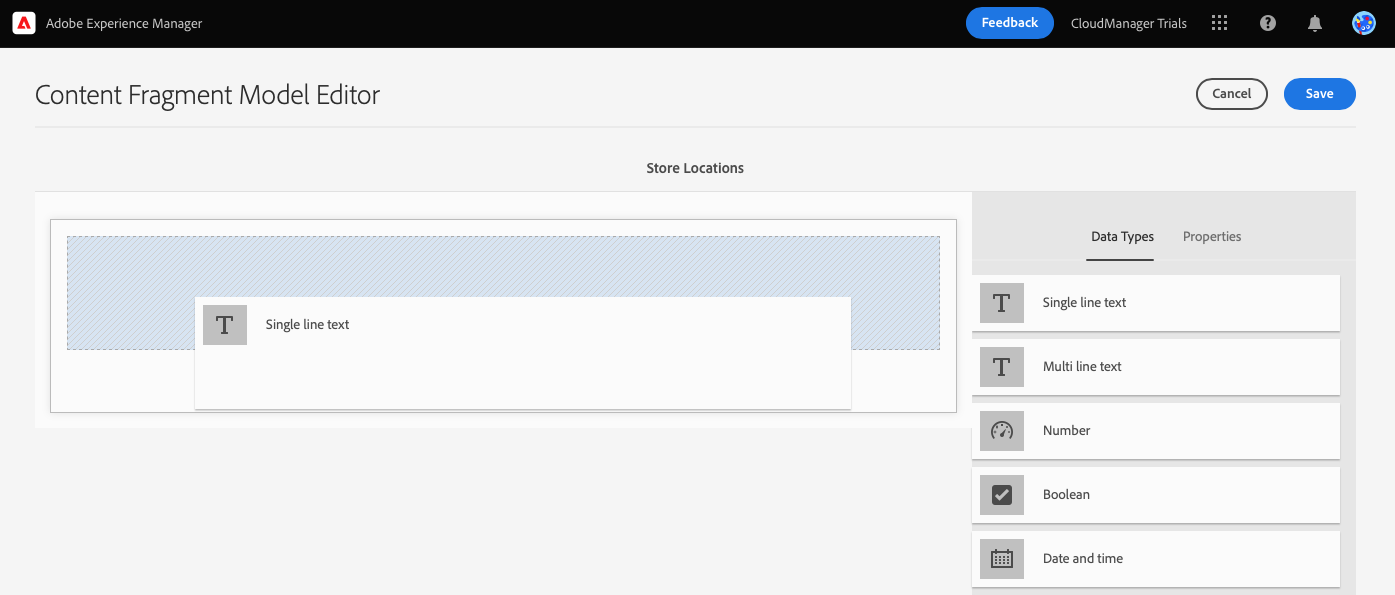 Adobe Experience Manager
Feedback
CloudManager Trials
Content Fragment Model Editor
Cancel
Save
Store Locations
Single line text
Data Types
Properties
Single line text
Multi line text
Number
Boolean
Date and time